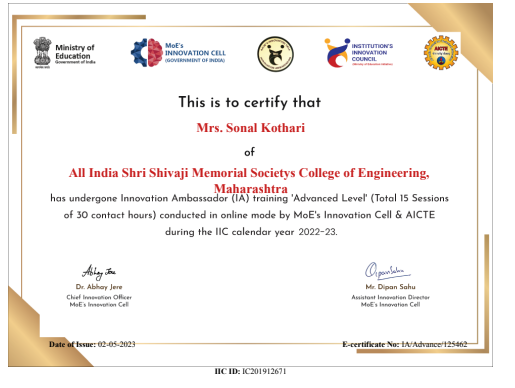 Ministry of
Education
Government of India
MoE's
INNOVATION CELL
(GOVERNMENT OF INDIA)
INSTITUTION'S
INNOVATION
COUNCIL
(Ministry of Education Initiative)
AICTE
This is to certify that
Mrs. Sonal Kothari
of
All India Shri Shivaji Memorial Societys College of Engineering,
Maharashtra
has undergone Innovation Ambassador (IA) training 'Advanced Level' (Total 15 Sessions
of 30 contact hours) conducted in online mode by MoE's Innovation Cell & AICTE
during the IIC calendar year 2022-23.
Abhay Jere
Dipan Sahu
Dr. Abhay Jere
Mr. Dipan Sahu
Chief Innovation Officer
Assistant Innovation Director
MoE's Innovation Cell
MoE's Innovation Cell
Date of Issue: 02-05-2023
E-certificate No: IA/Advance/125462
IIC ID: IC201912671